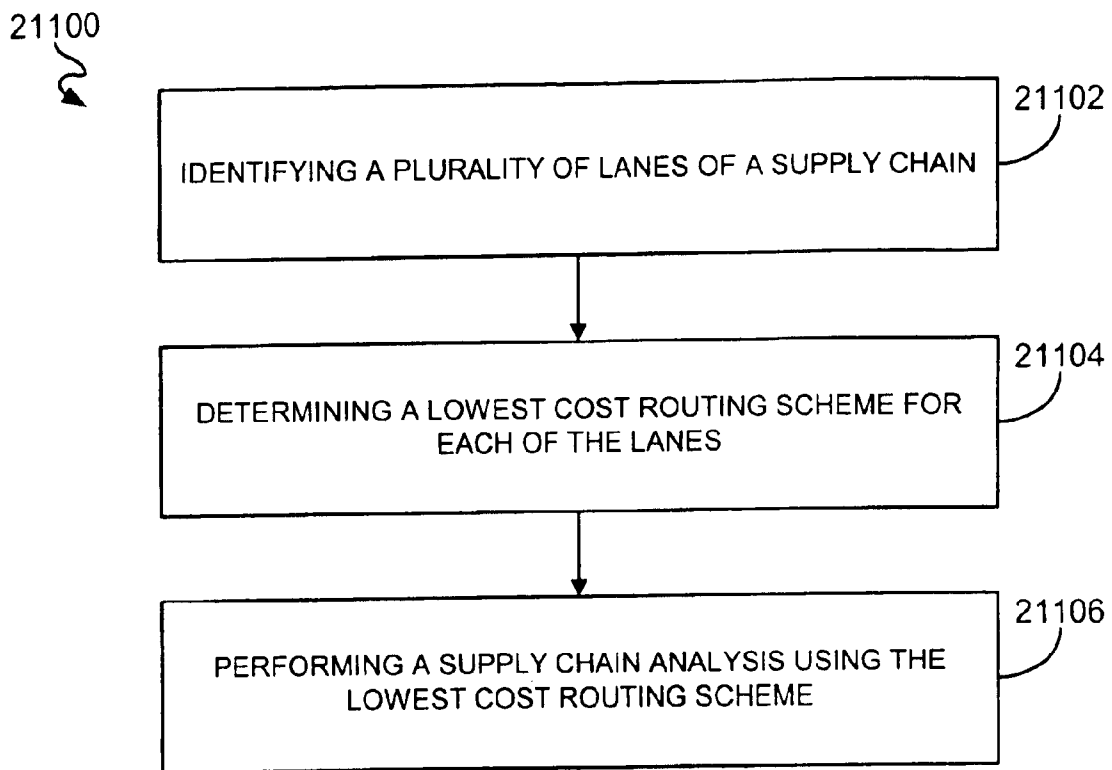 21100
21102
IDENTIFYING A PLURALITY OF LANES OF A SUPPLY CHAIN
21104
DETERMINING A LOWEST COST ROUTING SCHEME FOR
EACH OF THE LANES
21106
PERFORMING A SUPPLY CHAIN ANALYSIS USING THE
LOWEST COST ROUTING SCHEME